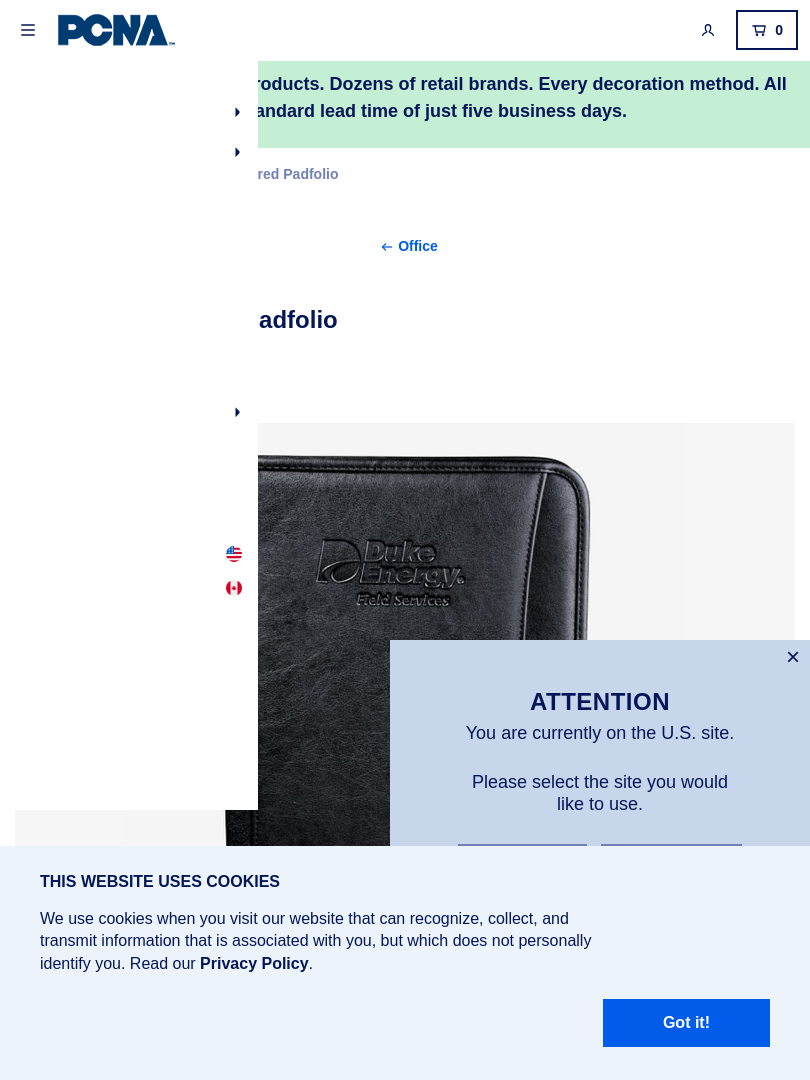 PCNA™
0
roducts. Dozens of retail brands. Every decoration method. All
andard lead time of just five business days.
red Padfolio
← Office
adfolio
Duke
Energy®
Field Services
ATTENTION
You are currently on the U.S. site.
Please select the site you would
like to use.
THIS WEBSITE USES COOKIES
We use cookies when you visit our website that can recognize, collect, and
transmit information that is associated with you, but which does not personally
identify you. Read our Privacy Policy.
Got it!